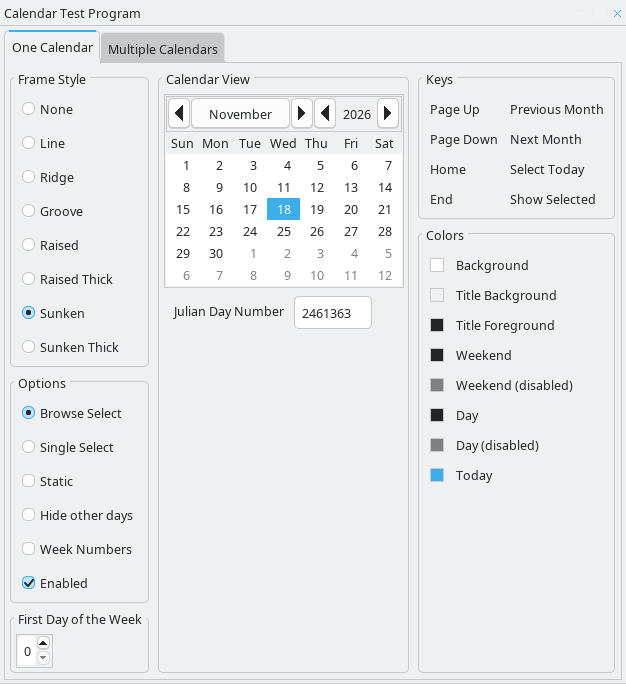 Calendar Test Program
One Calendar
Multiple Calendars
Frame Style
None
Line
Ridge
Groove
Raised
Raised Thick
Sunken
Sunken Thick
Options
Browse Select
Single Select
Static
Hide other days
Week Numbers
Enabled
First Day of the Week
0
Calendar View
November 2026
Sun Mon Tue Wed Thu Fri Sat
1 2 3 4 5 6 7
8 9 10 11 12 13 14
15 16 17 18 19 20 21
22 23 24 25 26 27 28
29 30 1 2 3 4 5
6 7 8 9 10 11 12
Julian Day Number 2461363
Keys
Page Up Previous Month
Page Down Next Month
Home Select Today
End Show Selected
Colors
Background
Title Background
Title Foreground
Weekend
Weekend (disabled)
Day
Day (disabled)
Today